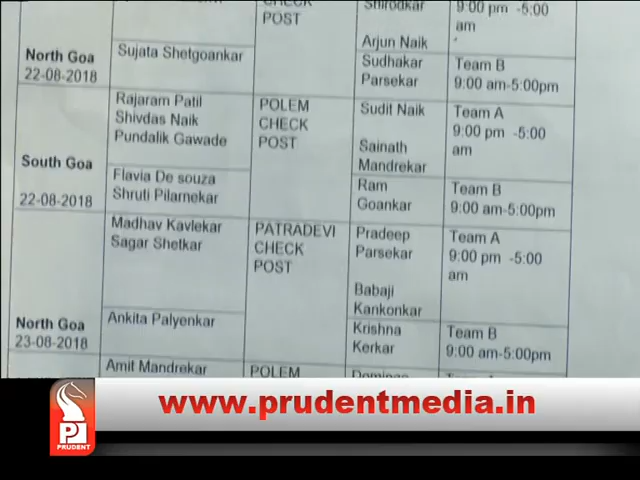 CHECK
POST
Shirodkar
Arjun Naik
9:00 pm -5:00
am
North Goa
22-08-2018
Sujata Shetgoankar
Sudhakar
Parsekar
Team B
9:00 am-5:00pm
South Goa
22-08-2018
Rajaram Patil
Shivdas Naik
Pundalik Gawade
POLEM
CHECK
POST
Sudit Naik
Sainath
Mandrekar
Team A
9:00 pm -5:00
am
Flavia De souza
Shruti Pilarnekar
Ram
Goankar
Team B
9:00 am-5:00pm
North Goa
23-08-2018
Madhav Kavlekar
Sagar Shetkar
PATRADEVI
CHECK
POST
Pradeep
Parsekar
Babaji
Kankonkar
Team A
9:00 pm -5:00
am
Ankita Palyenkar
Krishna
Kerkar
Team B
9:00 am-5:00pm
Amit Mandrekar
POLEM
www.prudentmedia.in
PRUDENT